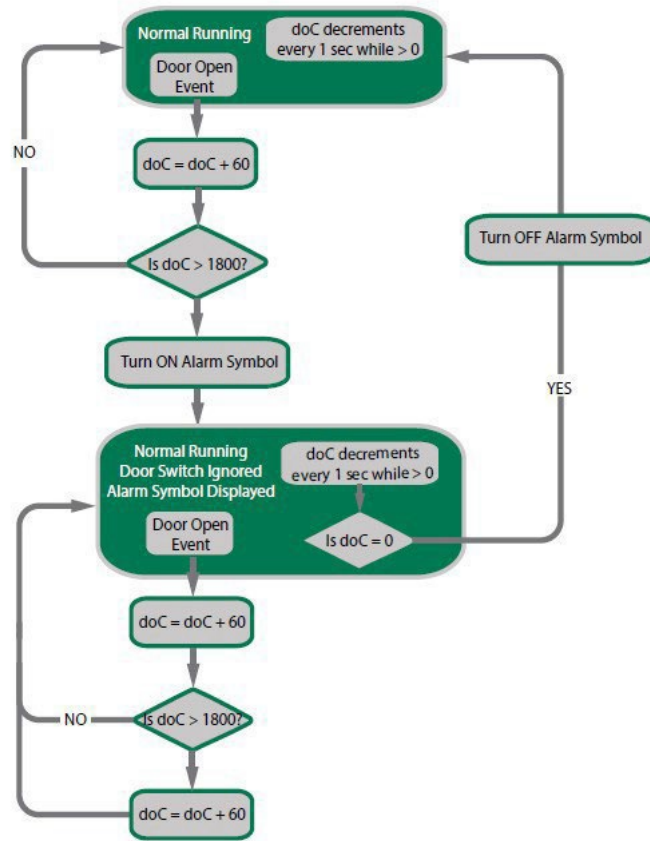 Normal Running
doC decrements
every 1 sec while > 0
Door Open
Event
NO
doC = doC + 60
Is doC > 1800?
Turn OFF Alarm Symbol
Turn ON Alarm Symbol
YES
Normal Running
Door Switch Ignored
Alarm Symbol Displayed
doC decrements
every 1 sec while > 0
Door Open
Event
Is doC = 0
doC = doC + 60
NO
Is doC > 1800?
doC = doC + 60